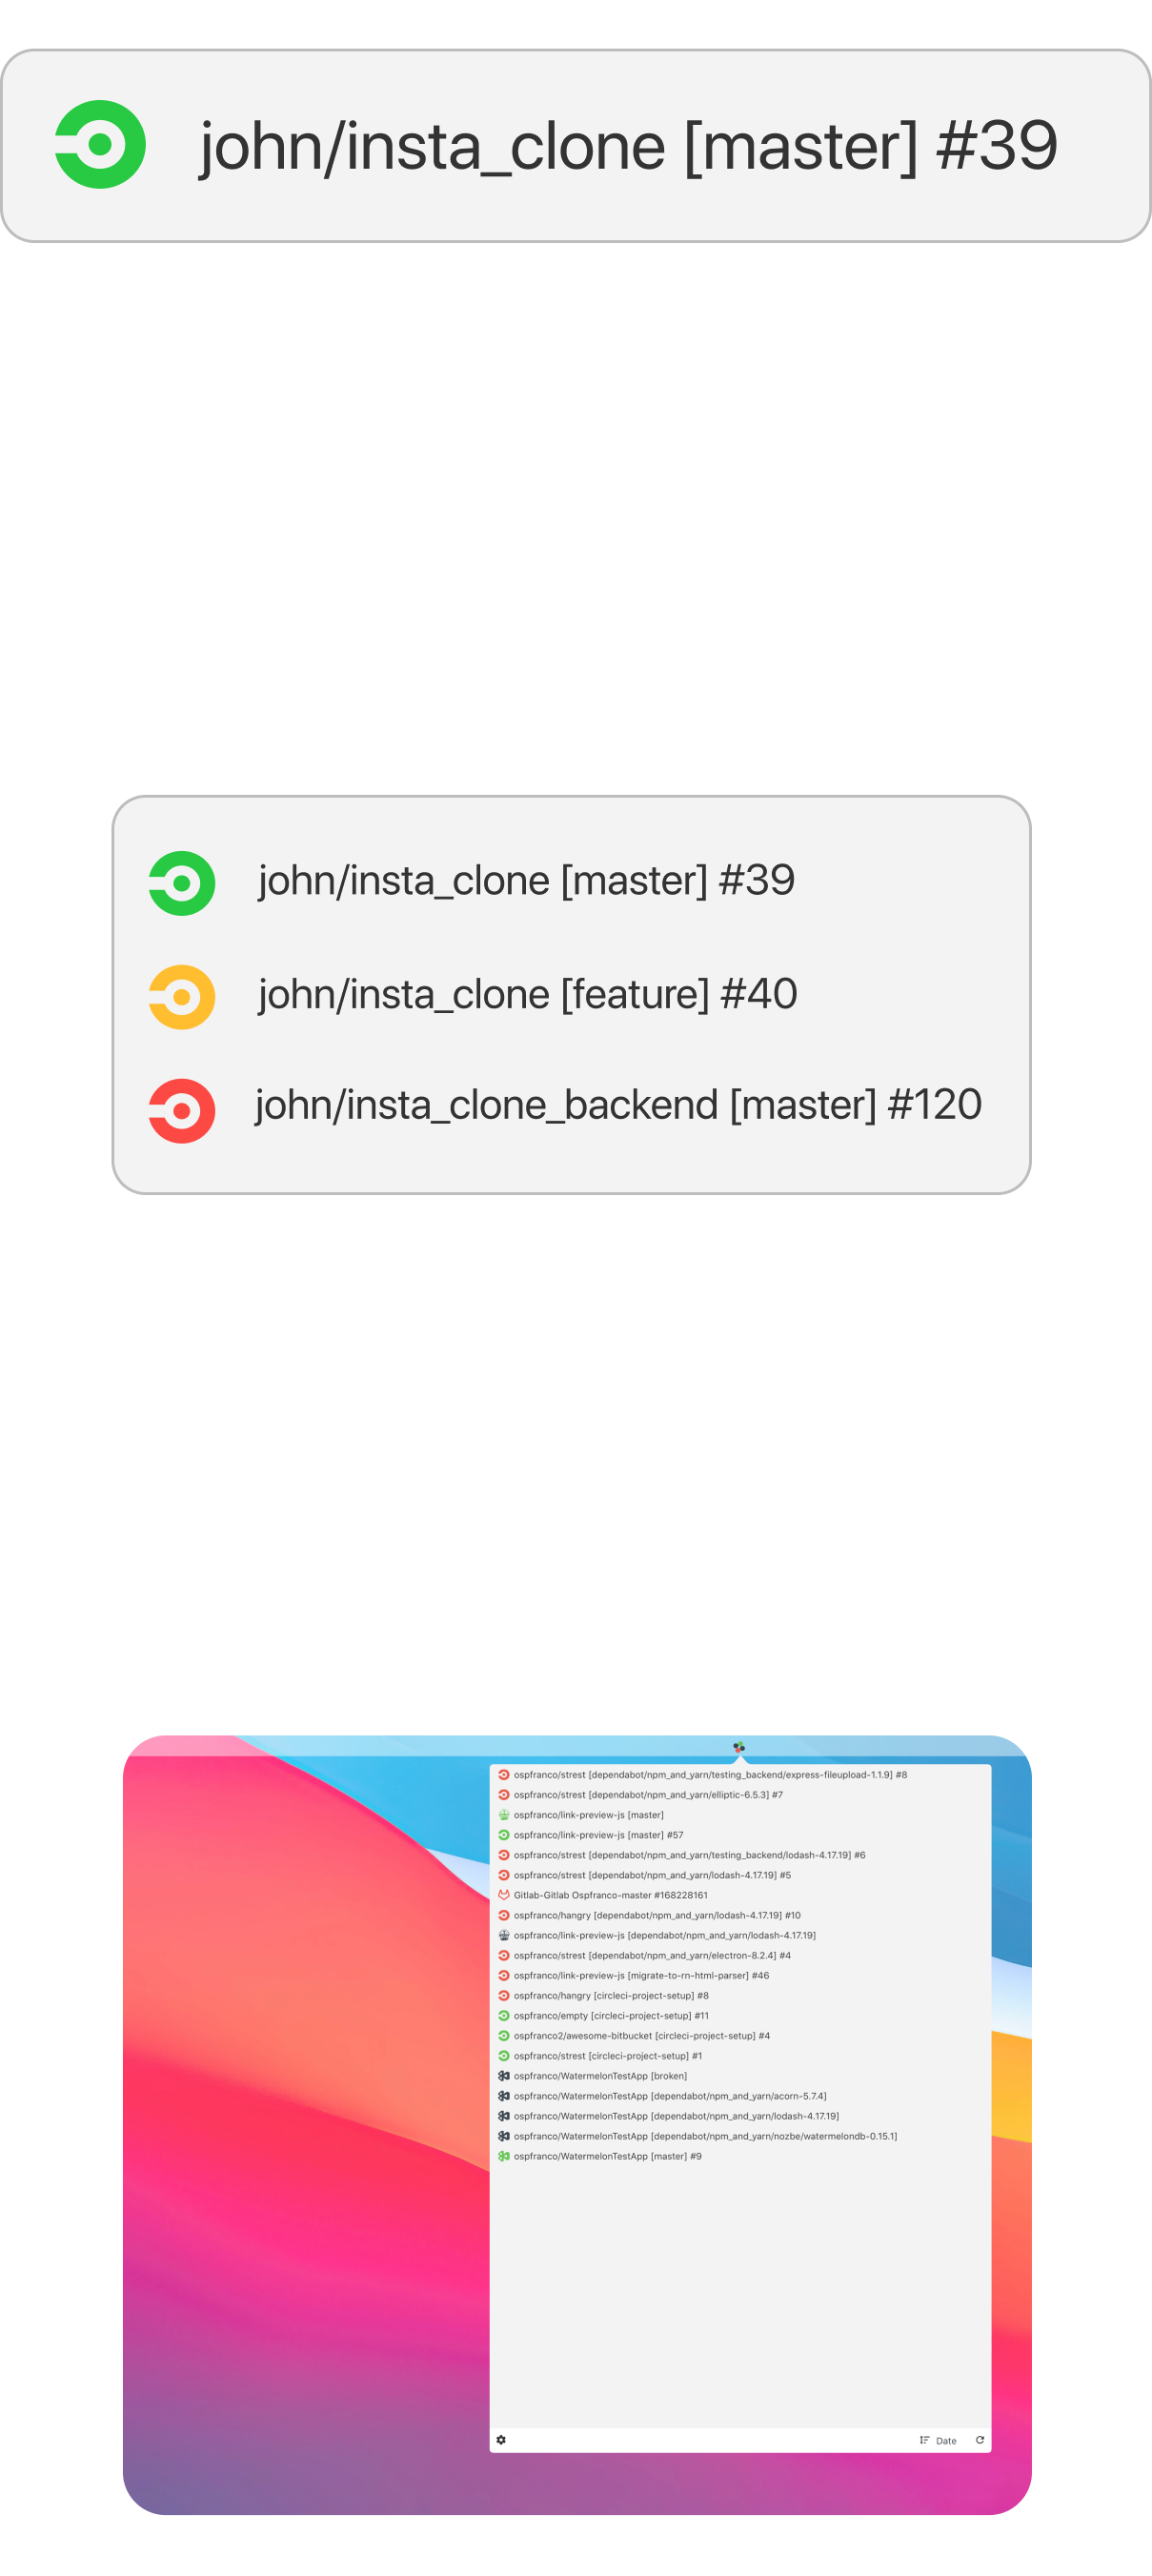 john/insta_clone [master] #39
john/insta_clone [master] #39
john/insta_clone [feature] #40
john/insta_clone_backend [master] #120
ospfranco/strest [dependabot/npm_and_yarn/testing_backend/express-fileupload-1.1.9] #8
ospfranco/strest [dependabot/npm_and_yarn/elliptic-6.5.3] #7
ospfranco/link-preview-js [master]
ospfranco/link-preview-js [master] #57
ospfranco/strest [dependabot/npm_and_yarn/testing_backend/lodash-4.17.19] #6
ospfranco/strest [dependabot/npm_and_yarn/lodash-4.17.19] #5
Gitlab-Gitlab Ospfranco-master #168228161
ospfranco/hangry [dependabot/npm_and_yarn/lodash-4.17.19] #10
ospfranco/link-preview-js [dependabot/npm_and_yarn/lodash-4.17.19]
ospfranco/strest [dependabot/npm_and_yarn/electron-8.2.4] #4
ospfranco/link-preview-js [migrate-to-rn-html-parser] #46
ospfranco/hangry [circleci-project-setup] #8
ospfranco/empty [circleci-project-setup] #11
ospfranco2/awesome-bitbucket [circleci-project-setup] #4
ospfranco/strest [circleci-project-setup] #1
ospfranco/WatermelonTestApp [broken]
ospfranco/WatermelonTestApp [dependabot/npm_and_yarn/acorn-5.7.4]
ospfranco/WatermelonTestApp [dependabot/npm_and_yarn/lodash-4.17.19]
ospfranco/WatermelonTestApp [dependabot/npm_and_yarn/nozbe/watermelondb-0.15.1]
ospfranco/WatermelonTestApp [master] #9
Date